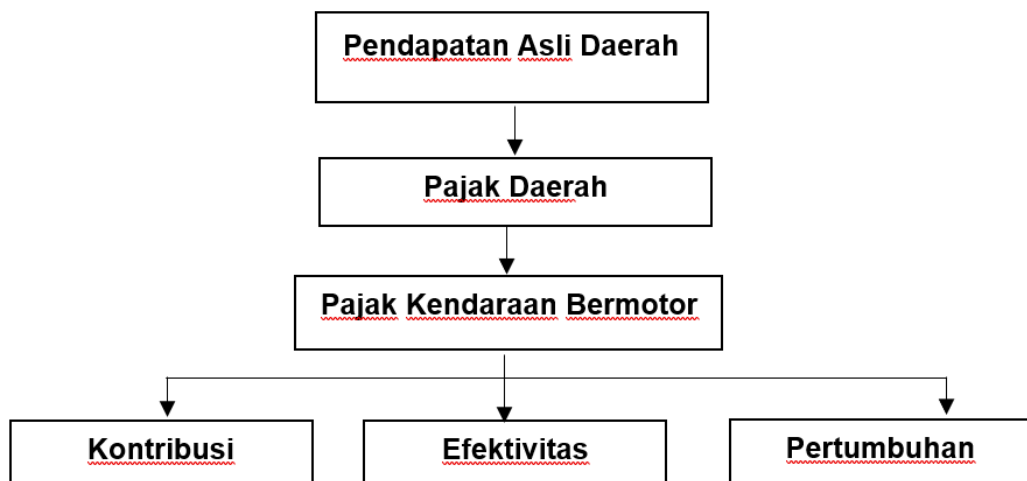 Pendapatan Asli Daerah
Pajak Daerah
Pajak Kendaraan Bermotor
Kontribusi
Efektivitas
Pertumbuhan